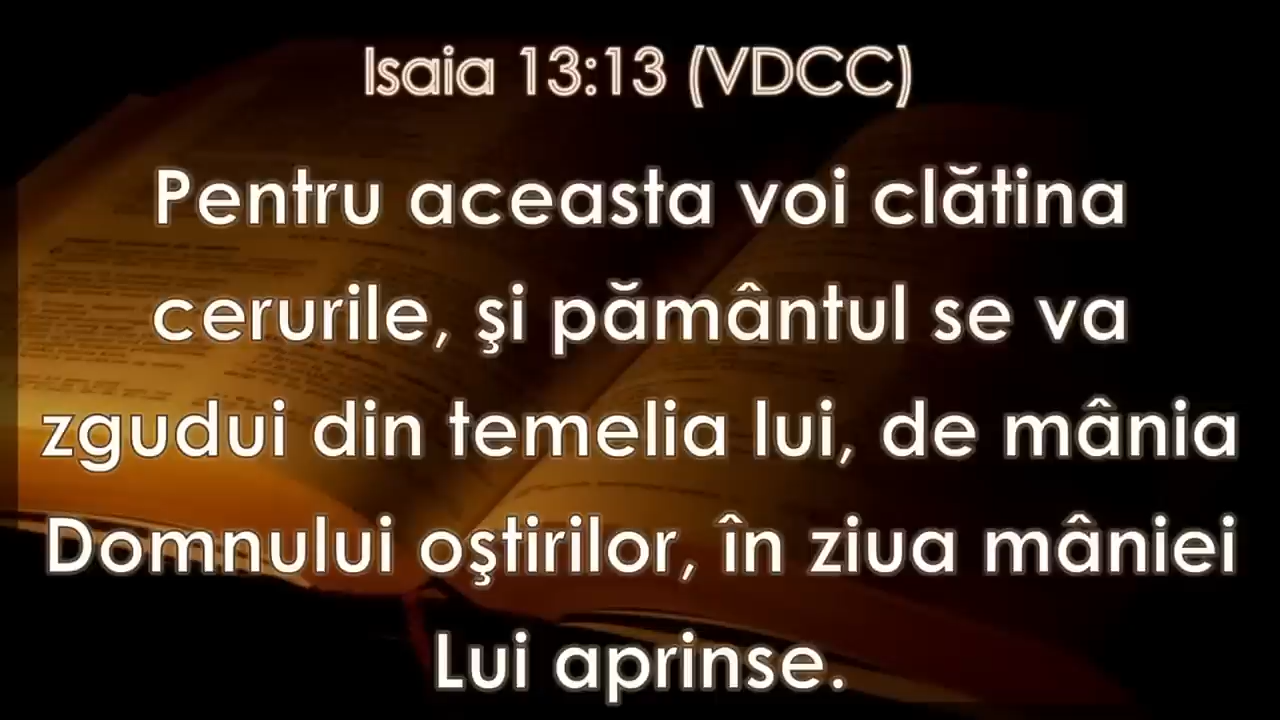 Isaia 13:13 (VDCC)
Pentru aceasta voi clătina
cerurile, şi pământul se va
zgudui din temelia lui, de mânia
Domnului oştirilor, în ziua mâniei
Lui aprinse.